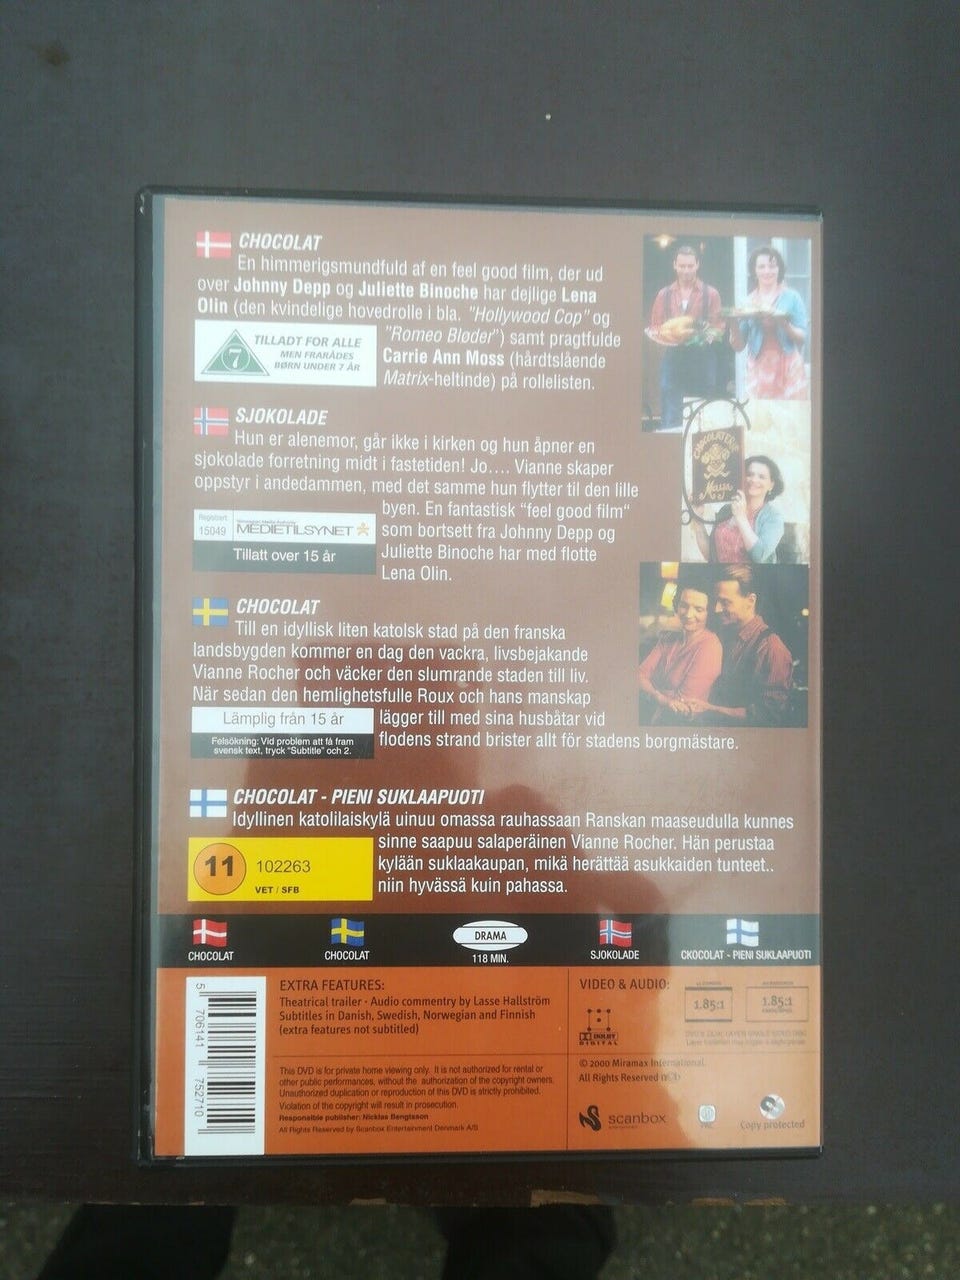 CHOCOLAT
En himmerigsmundfuld af en feel good film, der ud
over Johnny Depp og Juliette Binoche har dejlige Lena
Olin (den kvindelige hovedrolle i bla. "Hollywood Cop" og
"Romeo Bløder") samt pragtfulde
Carrie Ann Moss (hårdtslående
Matrix-heltinde) på rollelisten.
7
TILLADT FOR ALLE
MEN FRARÅDES
BØRN UNDER 7 ÅR
SJOKOLADE
Hun er alenemor, går ikke i kirken og hun åpner en
sjokolade forretning midt i fastetiden! Jo.... Vianne skaper
oppstyr i andedammen, med det samme hun flytter til den lille
byen. En fantastisk "feel good film"
som bortsett fra Johnny Depp og
Juliette Binoche har med flotte
Lena Olin.
Registrert
15049
MEDIETILSYNET
Tillatt over 15 år
CHOCOLATERIE
Maya
CHOCOLAT
Till en idyllisk liten katolsk stad på den franska
landsbygden kommer en dag den vackra, livsbejakande
Vianne Rocher och väcker den slumrande staden till liv.
När sedan den hemlighetsfulle Roux och hans manskap
lägger till med sina husbåtar vid
flodens strand brister allt för stadens borgmästare.
Lämplig från 15 år
Felsökning: Vid problem att få fram
svensk text, tryck "Subtitle" och 2.
CHOCOLAT - PIENI SUKLAAPUOTI
Idyllinen katolilaiskylä uinuu omassa rauhassaan Ranskan maaseudulla kunnes
sinne saapuu salaperäinen Vianne Rocher. Hän perustaa
kylään suklaakaupan, mikä herättää asukkaiden tunteet..
niin hyvässä kuin pahassa.
11
102263
VET / SFB
CHOCOLAT
CHOCOLAT
DRAMA
118 MIN.
SJOKOLADE
CKOCOLAT - PIENI SUKLAAPUOTI
5 706141 752710
EXTRA FEATURES:
Theatrical trailer · Audio commentry by Lasse Hallström
Subtitles in Danish, Swedish, Norwegian and Finnish
(extra features not subtitled)
This DVD is for private home viewing only. It is not authorized for rental or
other public performances, without the authorization of the copyright owners.
Unauthorized duplication or reproduction of this DVD is strictly prohibited.
Violation of the copyright will result in prosecution.
Responsible publisher: Nicklas Bengtsson
All Rights Reserved by Scanbox Entertainment Denmark A/S
VIDEO & AUDIO:
DOLBY
DIGITAL
1.85:1
1.85:1
© 2000 Miramax International.
All Rights Reserved nCb
scanbox
entertainment
PAL
Copy protected